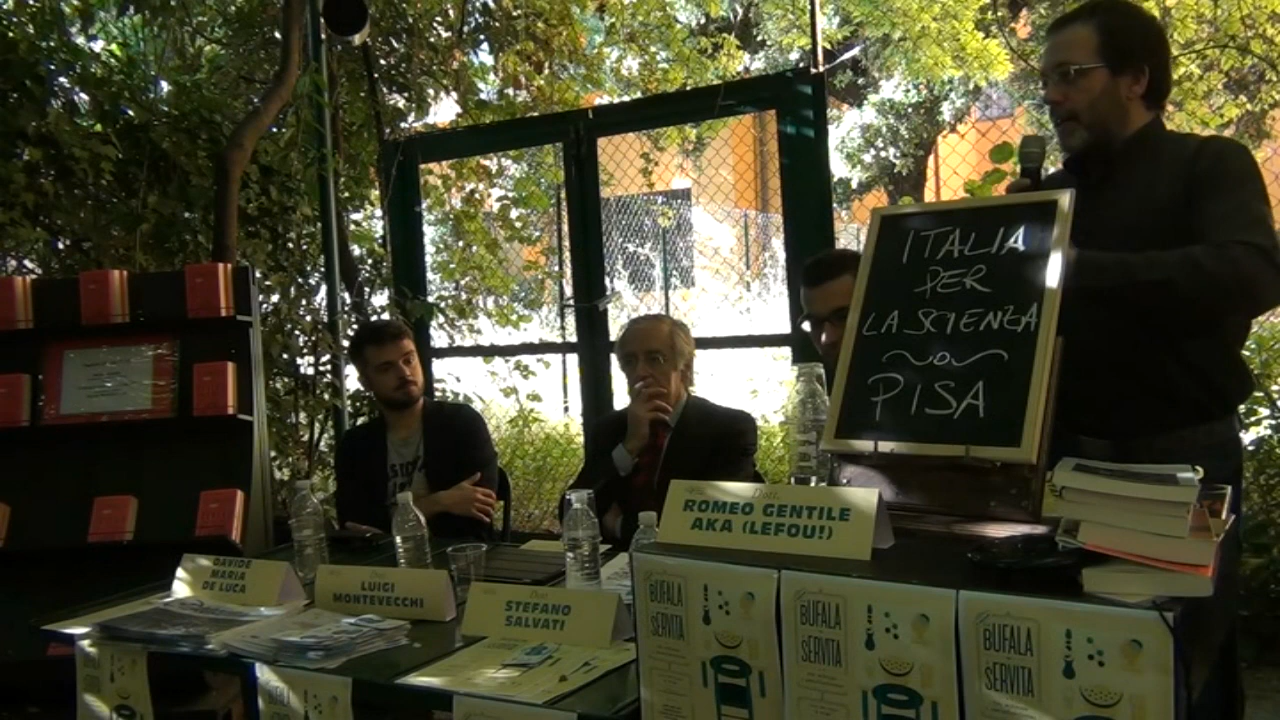 ITALIA
PER
LA SCIENZA
PISA
Dott.
ROMEO GENTILE
AKA (LEFOU!)
DAVIDE
MARIA
DE LUCA
LUIGI
MONTEVECCHI
Dott.
STEFANO
SALVATI
BUFALA
è SERVITA
BUFALA
è SERVITA
BUFALA
è SERVITA